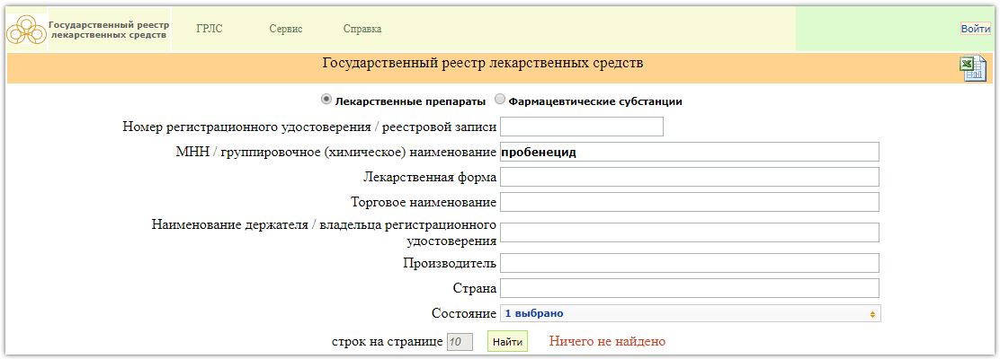 Государственный реестр
лекарственных средств
ГРЛС
Сервис
Справка
Войти
Государственный реестр лекарственных средств
Лекарственные препараты
Фармацевтические субстанции
Номер регистрационного удостоверения / реестровой записи
МНН / группировочное (химическое) наименование пробенецид
Лекарственная форма
Торговое наименование
Наименование держателя / владельца регистрационного
удостоверения
Производитель
Страна
Состояние 1 выбрано
строк на странице 10 Найти Ничего не найдено